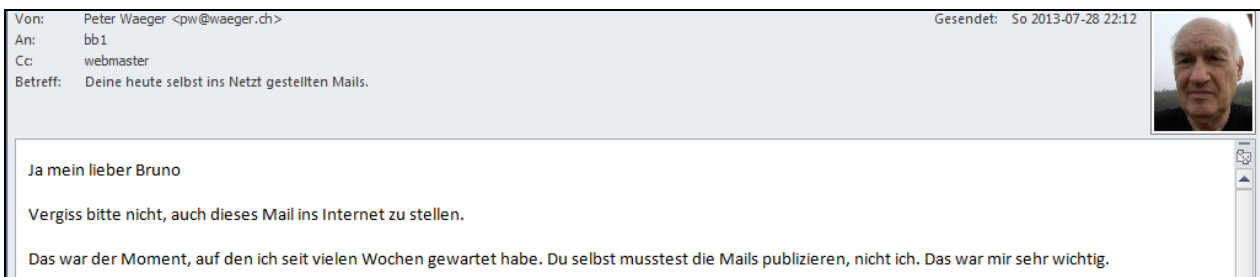 Von: Peter Waeger <pw@waeger.ch> Gesendet: So 2013-07-28 22:12
An: bb1
Cc: webmaster
Betreff: Deine heute selbst ins Netzt gestellten Mails.
Ja mein lieber Bruno
Vergiss bitte nicht, auch dieses Mail ins Internet zu stellen.
Das war der Moment, auf den ich seit vielen Wochen gewartet habe. Du selbst musstest die Mails publizieren, nicht ich. Das war mir sehr wichtig.